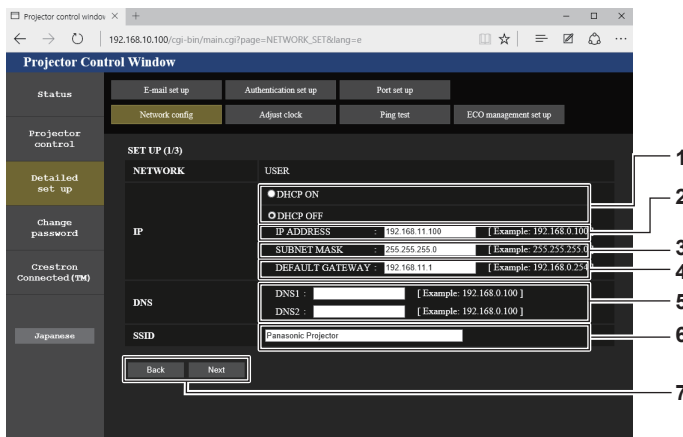 Projector control window
192.168.10.100/cgi-bin/main.cgi?page=NETWORK_SET&lang=e
Projector Control Window
Status
Projector control
Detailed set up
Change password
Crestron Connected(TM)
Japanese
E-mail set up
Authentication set up
Port set up
Network config
Adjust clock
Ping test
ECO management set up
SET UP (1/3)
NETWORK USER
IP
DHCP ON
DHCP OFF
IP ADDRESS : 192.168.11.100 [ Example: 192.168.0.100 ]
SUBNET MASK : 255.255.255.0 [ Example: 255.255.255.0
DEFAULT GATEWAY : 192.168.11.1 [ Example: 192.168.0.254
DNS
DNS1 : [ Example: 192.168.0.100 ]
DNS2 : [ Example: 192.168.0.100 ]
SSID Panasonic Projector
Back Next
1
2
3
4
5
6
7